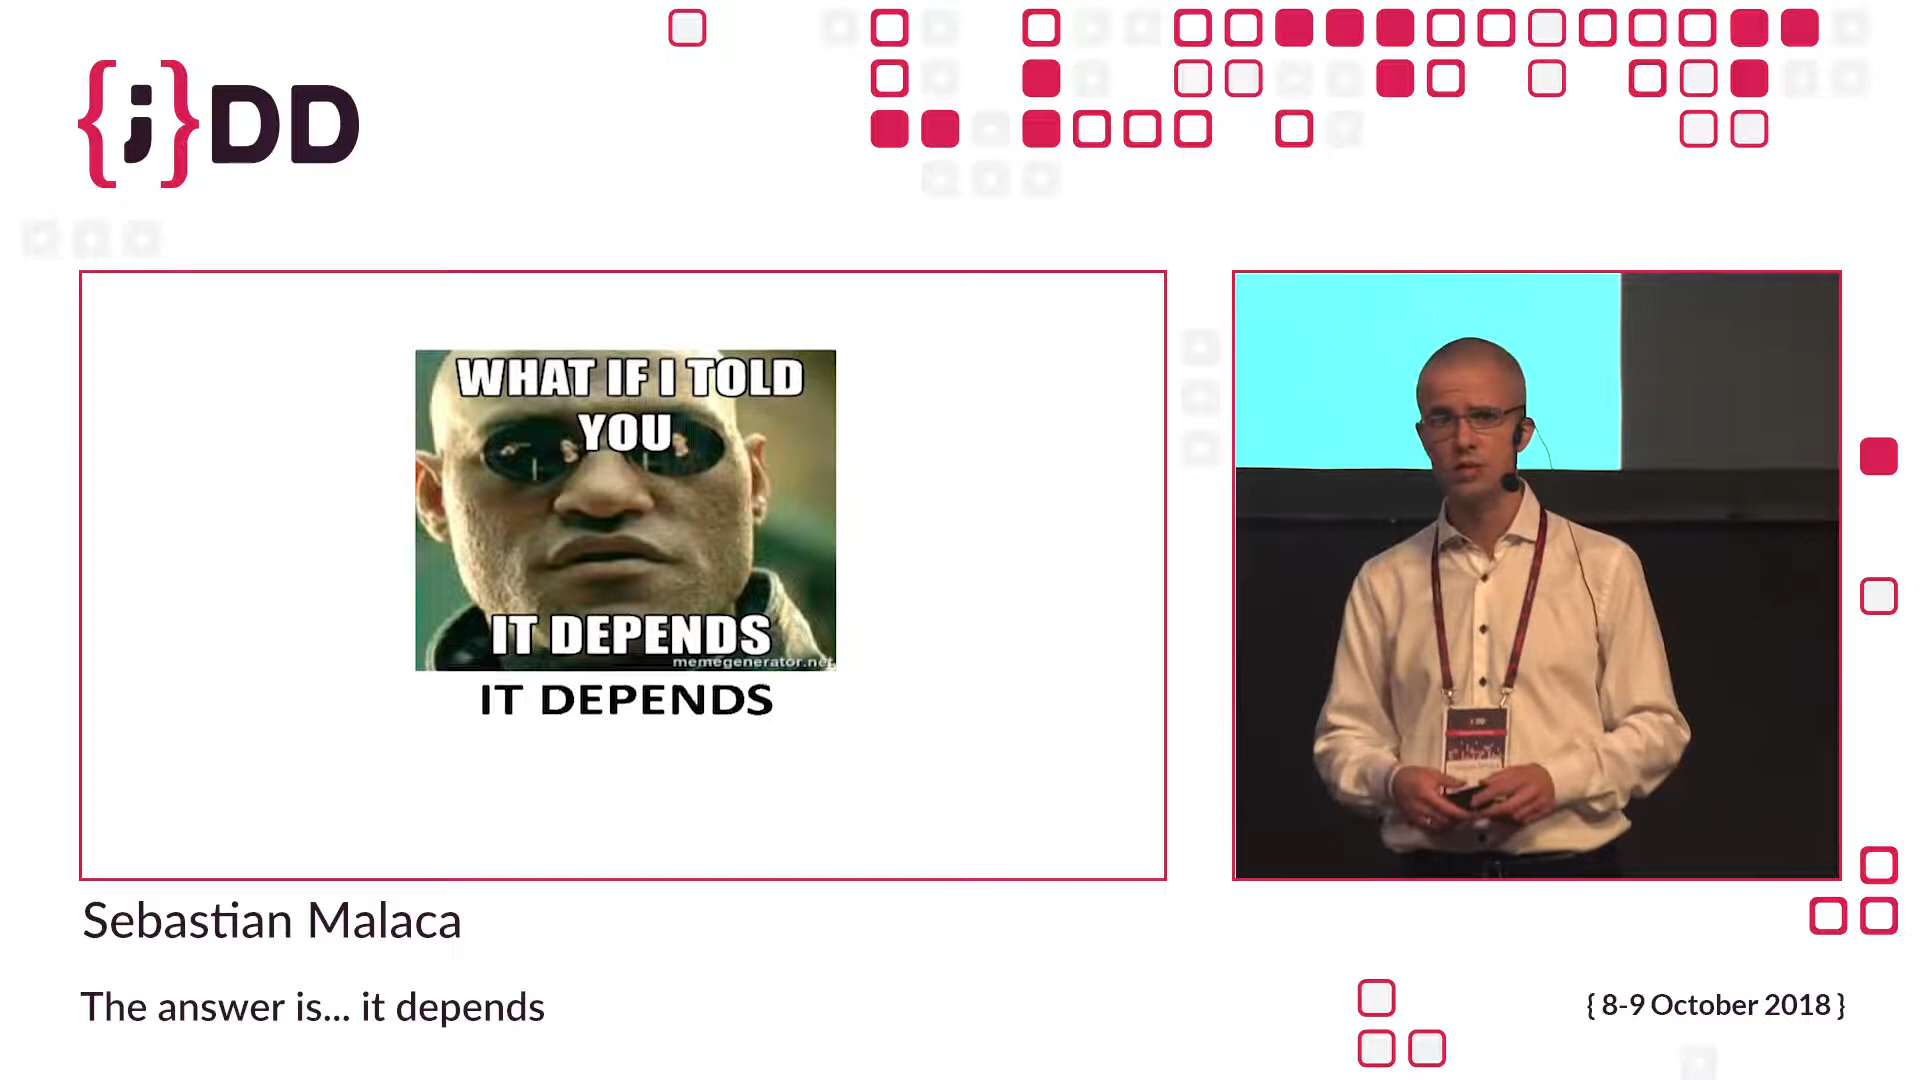 {j}DD
WHAT IF I TOLD
YOU
IT DEPENDS
memegenerator.net
IT DEPENDS
Sebastian Malaca
The answer is... it depends
{ 8-9 October 2018 }